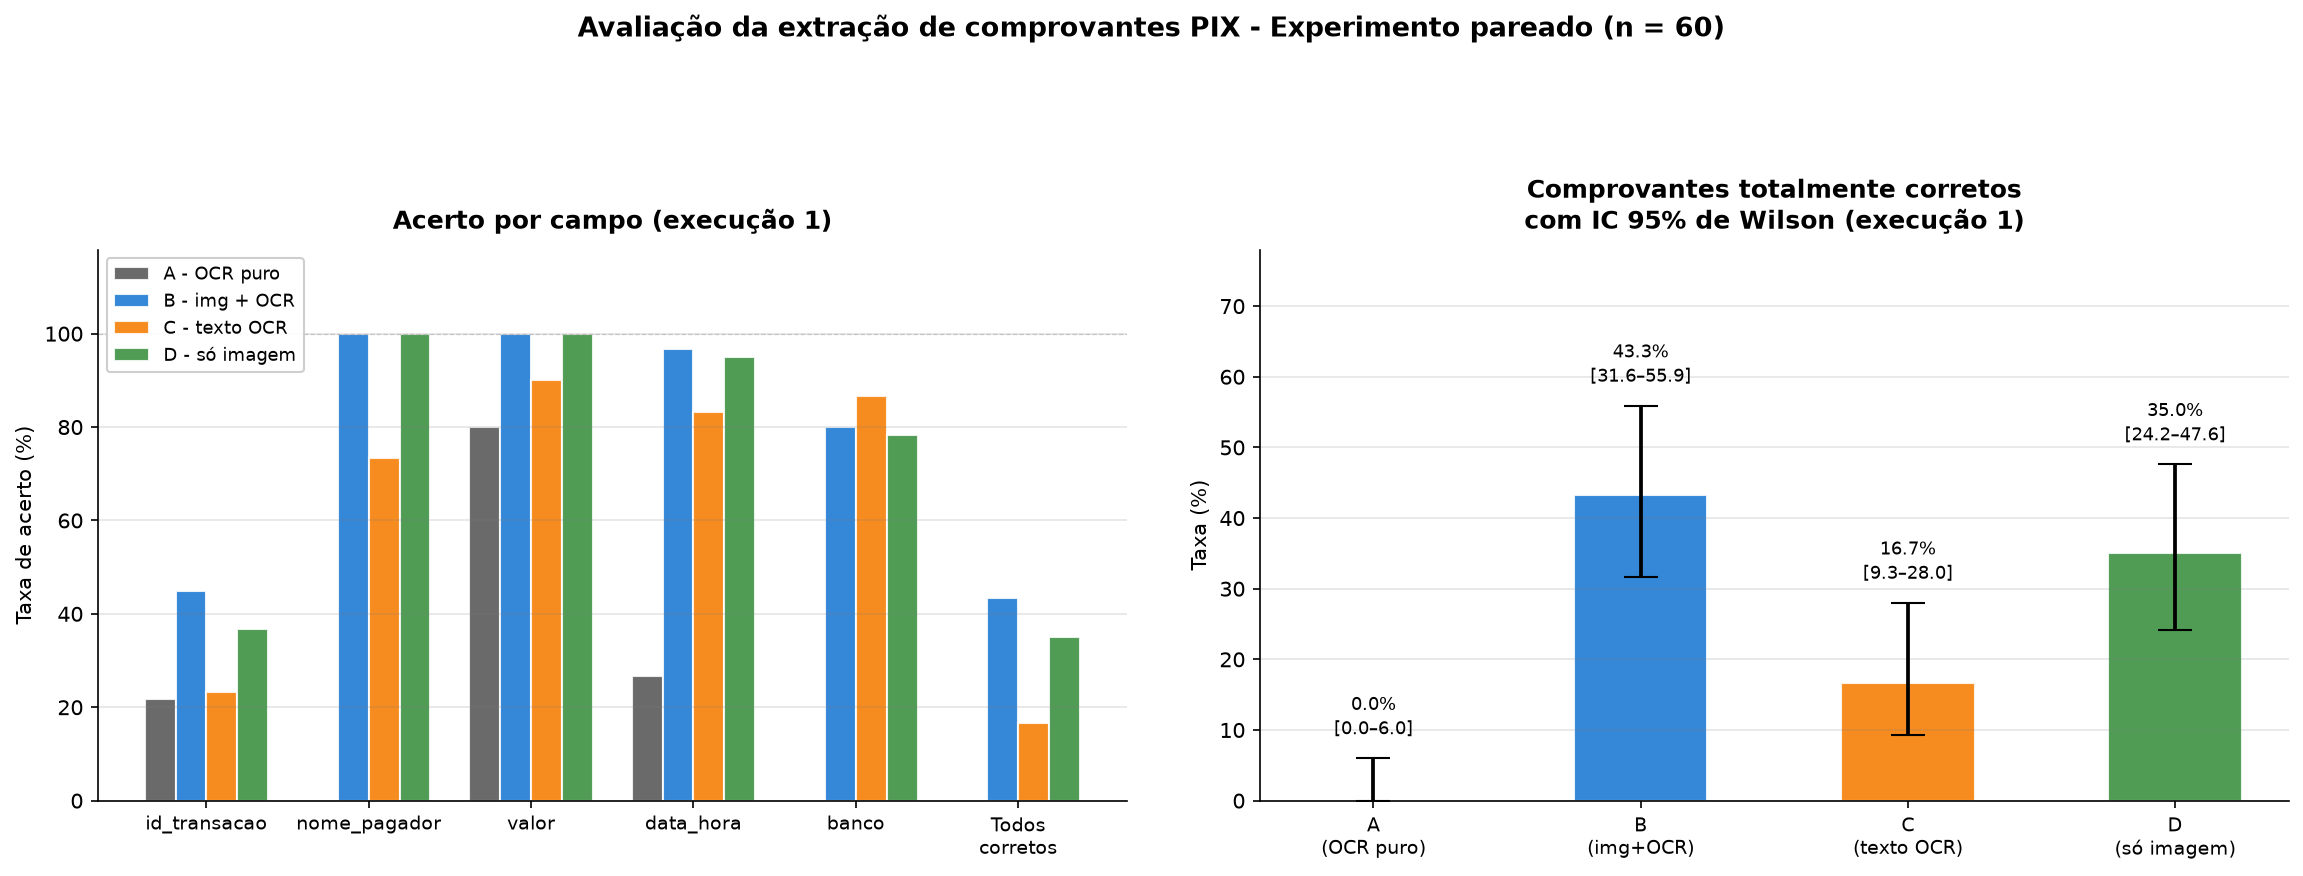 Avaliação da extração de comprovantes PIX - Experimento pareado (n = 60)
Acerto por campo (execução 1)
A - OCR puro
B - img + OCR
C - texto OCR
D - só imagem
Taxa de acerto (%)
100
80
60
40
20
0
id_transacao
nome_pagador
valor
data_hora
banco
Todos
corretos
Comprovantes totalmente corretos
com IC 95% de Wilson (execução 1)
Taxa (%)
70
60
50
40
30
20
10
0
0.0%
[0.0–6.0]
43.3%
[31.6–55.9]
16.7%
[9.3–28.0]
35.0%
[24.2–47.6]
A
(OCR puro)
B
(img+OCR)
C
(texto OCR)
D
(só imagem)